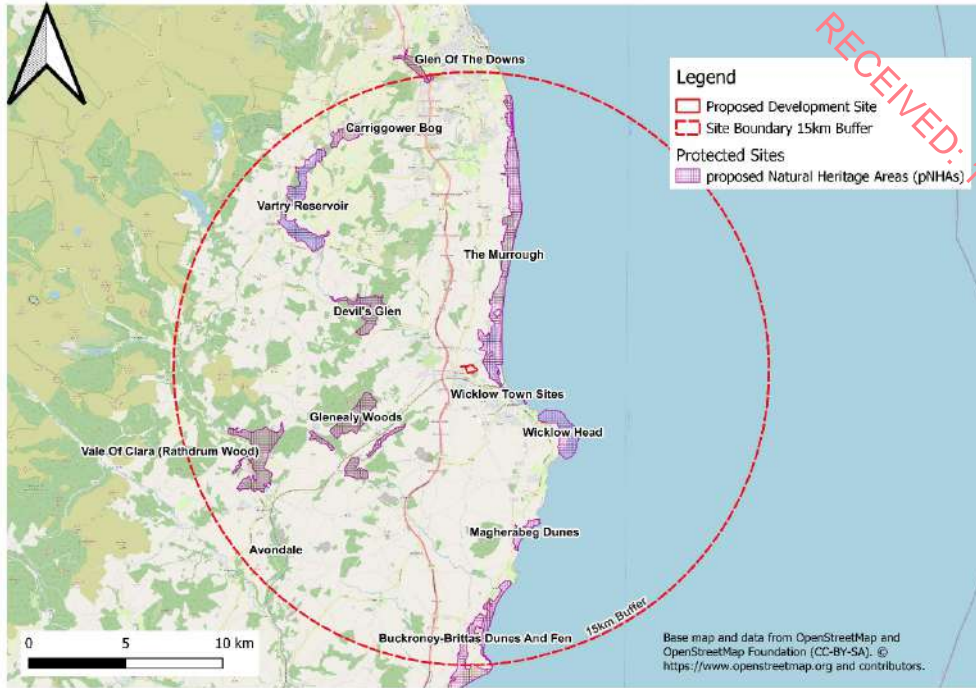 Glen Of The Downs
Carriggower Bog
Vartry Reservoir
The Murrough
Devil's Glen
Wicklow Town Sites
Glenealy Woods
Wicklow Head
Vale Of Clara (Rathdrum Wood)
Magherabeg Dunes
Avondale
Buckroney-Brittas Dunes And Fen
15km Buffer
Legend
Proposed Development Site
Site Boundary 15km Buffer
Protected Sites
proposed Natural Heritage Areas (pNHAs)
RECEIVED:
0 5 10 km
Base map and data from OpenStreetMap and
OpenStreetMap Foundation (CC-BY-SA). ©
https://www.openstreetmap.org and contributors.